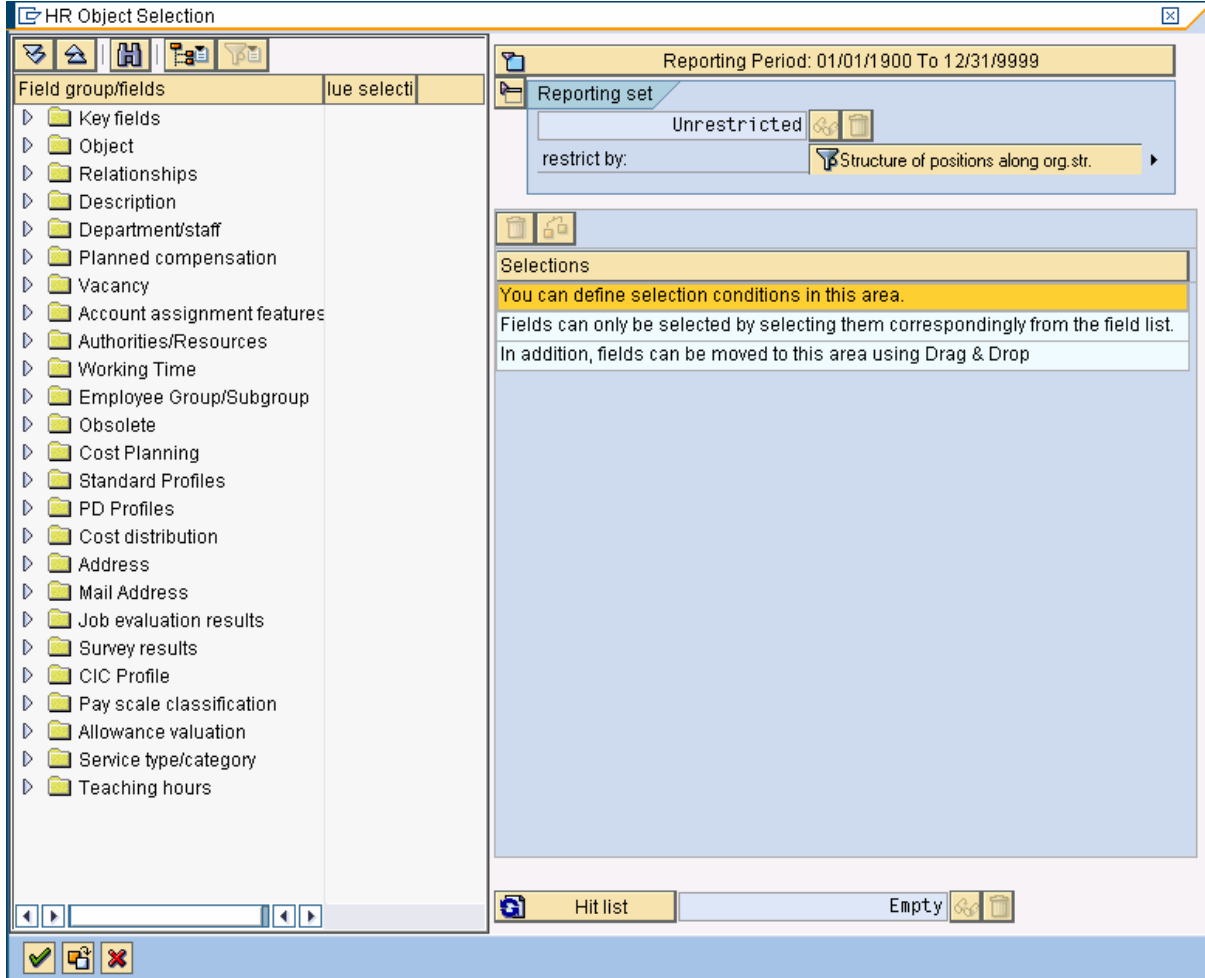 HR Object Selection
Field group/fields
lue selecti
Key fields
Object
Relationships
Description
Department/staff
Planned compensation
Vacancy
Account assignment features
Authorities/Resources
Working Time
Employee Group/Subgroup
Obsolete
Cost Planning
Standard Profiles
PD Profiles
Cost distribution
Address
Mail Address
Job evaluation results
Survey results
CIC Profile
Pay scale classification
Allowance valuation
Service type/category
Teaching hours
Reporting Period: 01/01/1900 To 12/31/9999
Reporting set
Unrestricted
restrict by:
Structure of positions along org.str.
Selections
You can define selection conditions in this area.
Fields can only be selected by selecting them correspondingly from the field list.
In addition, fields can be moved to this area using Drag & Drop
Hit list
Empty